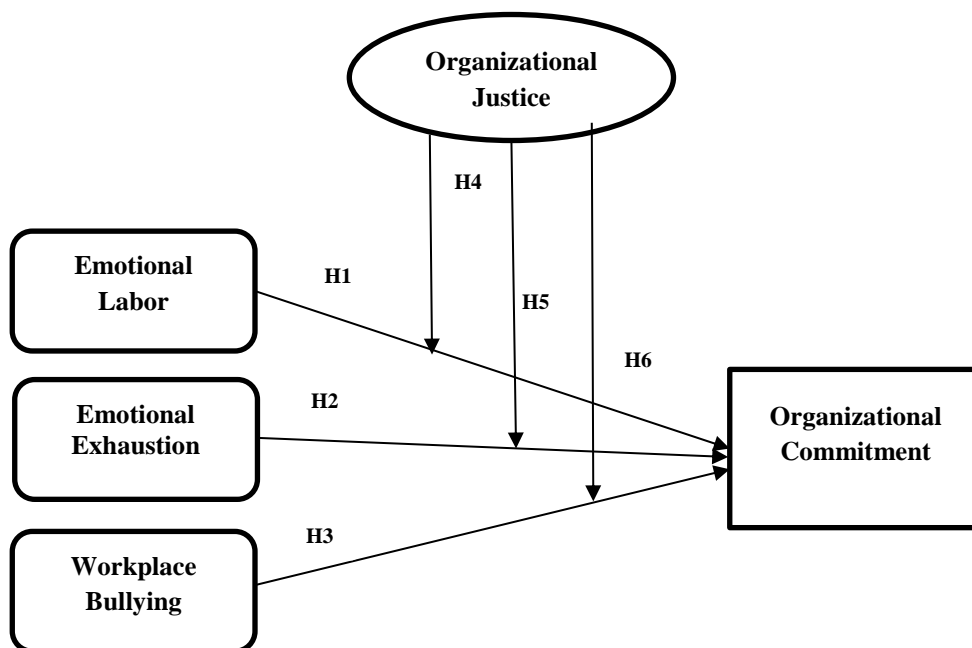 Organizational
Justice
H4
Emotional
Labor
H1
H5
H6
Emotional
Exhaustion
H2
Organizational
Commitment
H3
Workplace
Bullying